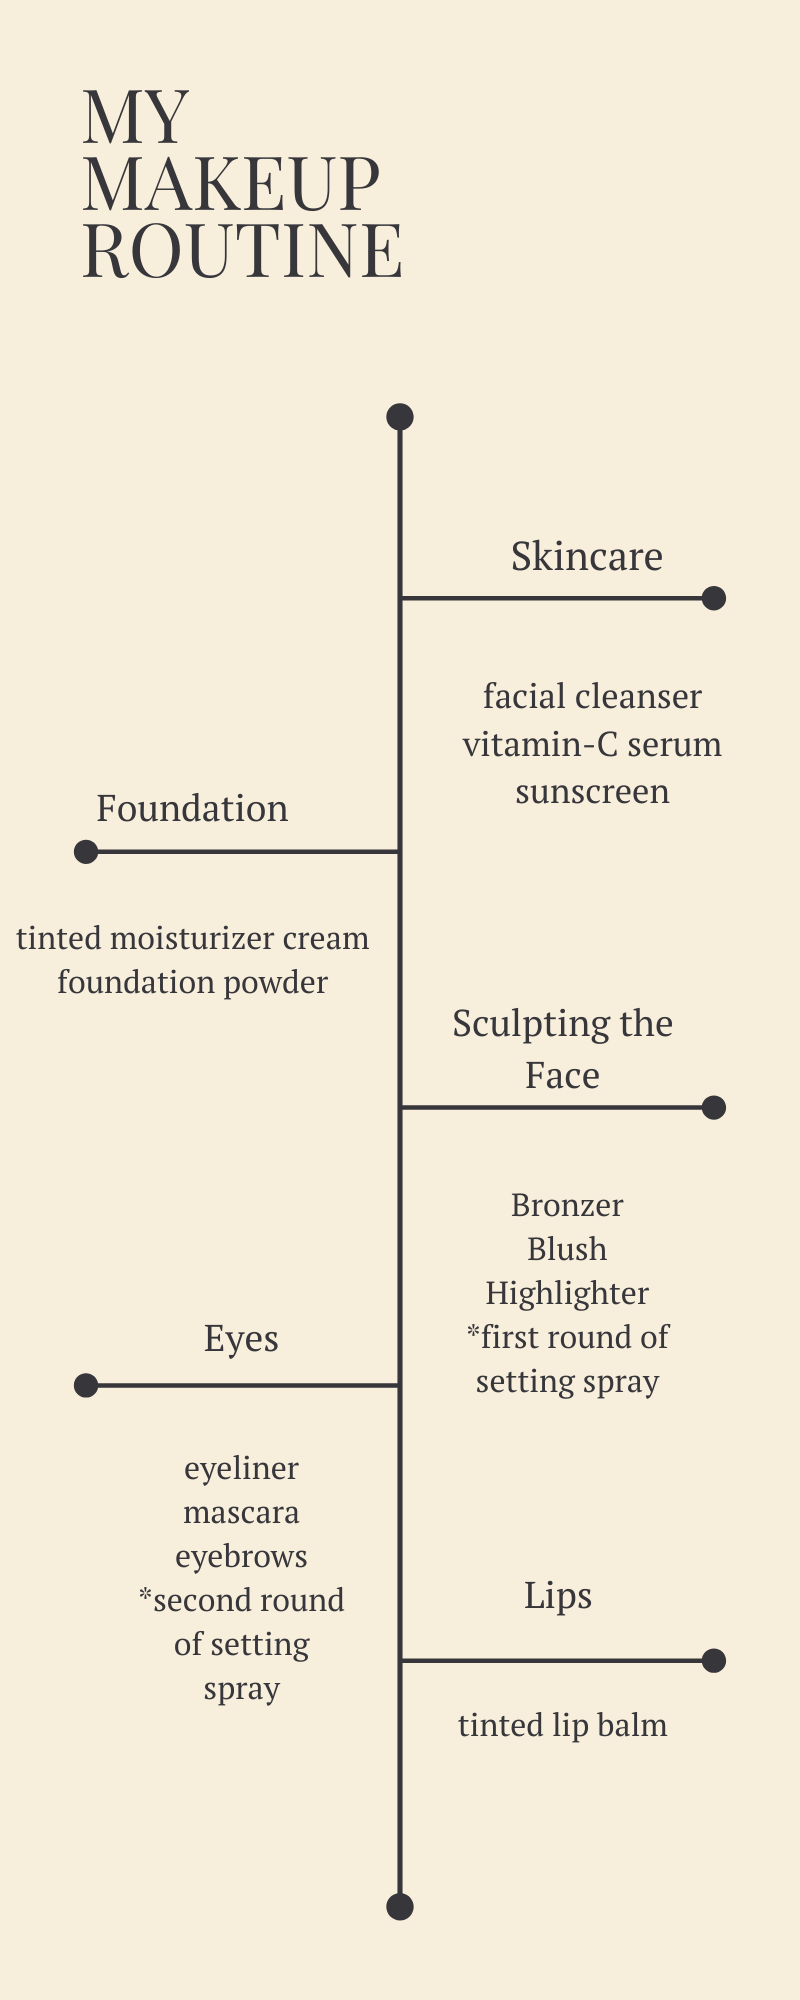 MY
MAKEUP
ROUTINE
Skincare
facial cleanser
vitamin-C serum
sunscreen
Foundation
tinted moisturizer cream
foundation powder
Sculpting the
Face
Bronzer
Blush
Highlighter
*first round of
setting spray
Eyes
eyeliner
mascara
eyebrows
*second round
of setting
spray
Lips
tinted lip balm